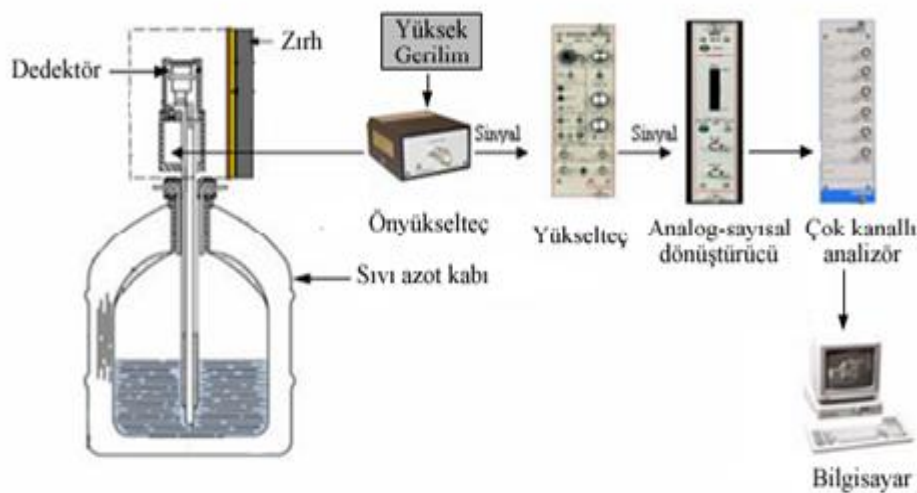 Yüksek
Gerilim
Zırh
Dedektör
Sinyal
Sinyal
Önyükselteç
Yükselteç
Analog-sayısal
dönüştürücü
Çok kanallı
analizör
Sıvı azot kabı
Bilgisayar